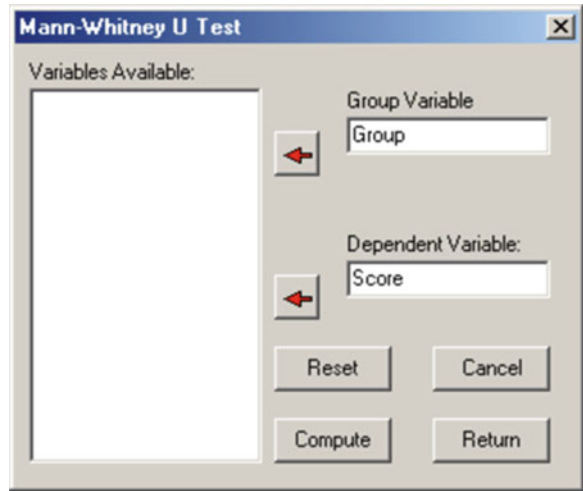 Mann-Whitney U Test
Variables Available:
Group Variable
Group
Dependent Variable:
Score
Reset
Cancel
Compute
Return